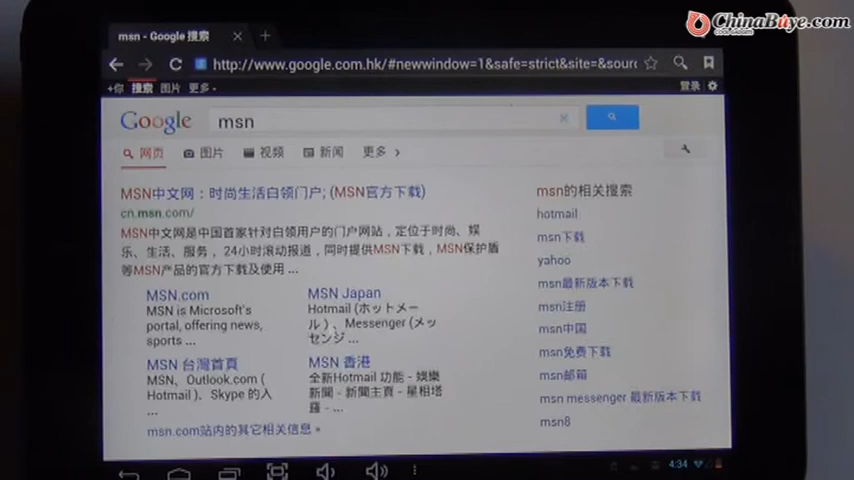 ChinaBuye.com
COOL GADGETS
msn - Google 搜索
http://www.google.com.hk/#newwindow=1&safe=strict&site=&sourc
+你 搜索 图片 更多
登录
Google msn
网页 图片 视频 新闻 更多
MSN中文网：时尚生活白领门户; (MSN官方下载)
cn.msn.com/
MSN中文网是中国首家针对白领用户的门户网站，定位于时尚、娱
乐、生活、服务， 24小时滚动报道，同时提供MSN下载，MSN保护盾
等MSN产品的官方下载及使用 ...
MSN.com
MSN is Microsoft's
portal, offering news,
sports ...
MSN Japan
Hotmail (ホットメー
ル）、Messenger (メッ
センジ ...
MSN 台灣首頁
MSN、Outlook.com (
Hotmail )、Skype 的入
...
MSN 香港
全新Hotmail 功能 - 娛樂
新聞 - 新聞主頁 - 星相塔
羅 - ...
msn.com站内的其它相关信息 »
msn的相关搜索
hotmail
msn下载
yahoo
msn最新版本下载
msn注册
msn中国
msn免费下载
msn邮箱
msn messenger 最新版本下载
msn8
4:34